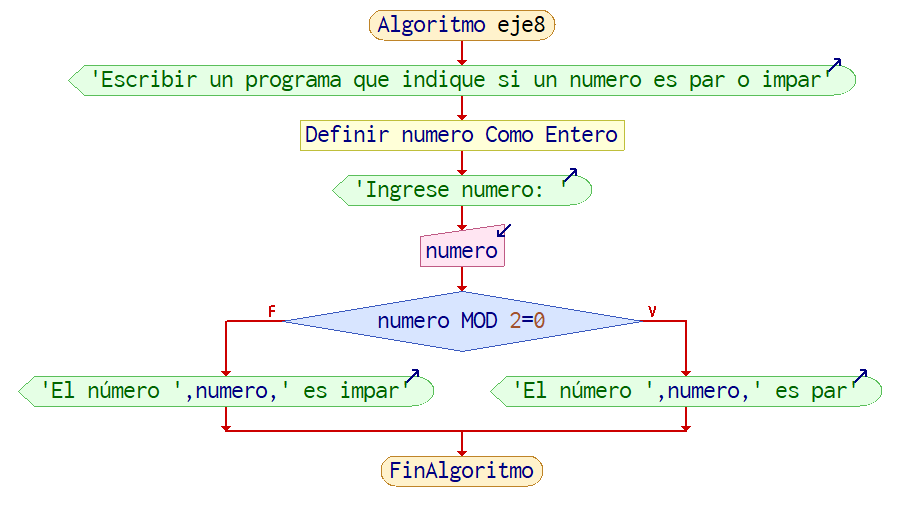 Algoritmo eje8
'Escribir un programa que indique si un numero es par o impar'
Definir numero Como Entero
'Ingrese numero: '
numero
F
V
numero MOD 2=0
'El número ',numero,' es impar'
'El número ',numero,' es par'
FinAlgoritmo